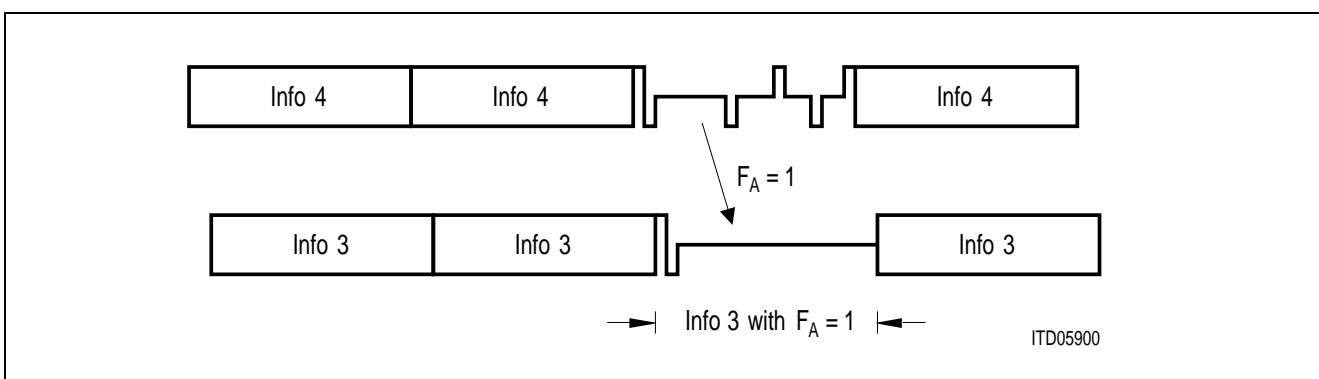 Info 4 Info 4 Info 4
F_A = 1
Info 3 Info 3 Info 3
Info 3 with F_A = 1
ITD05900